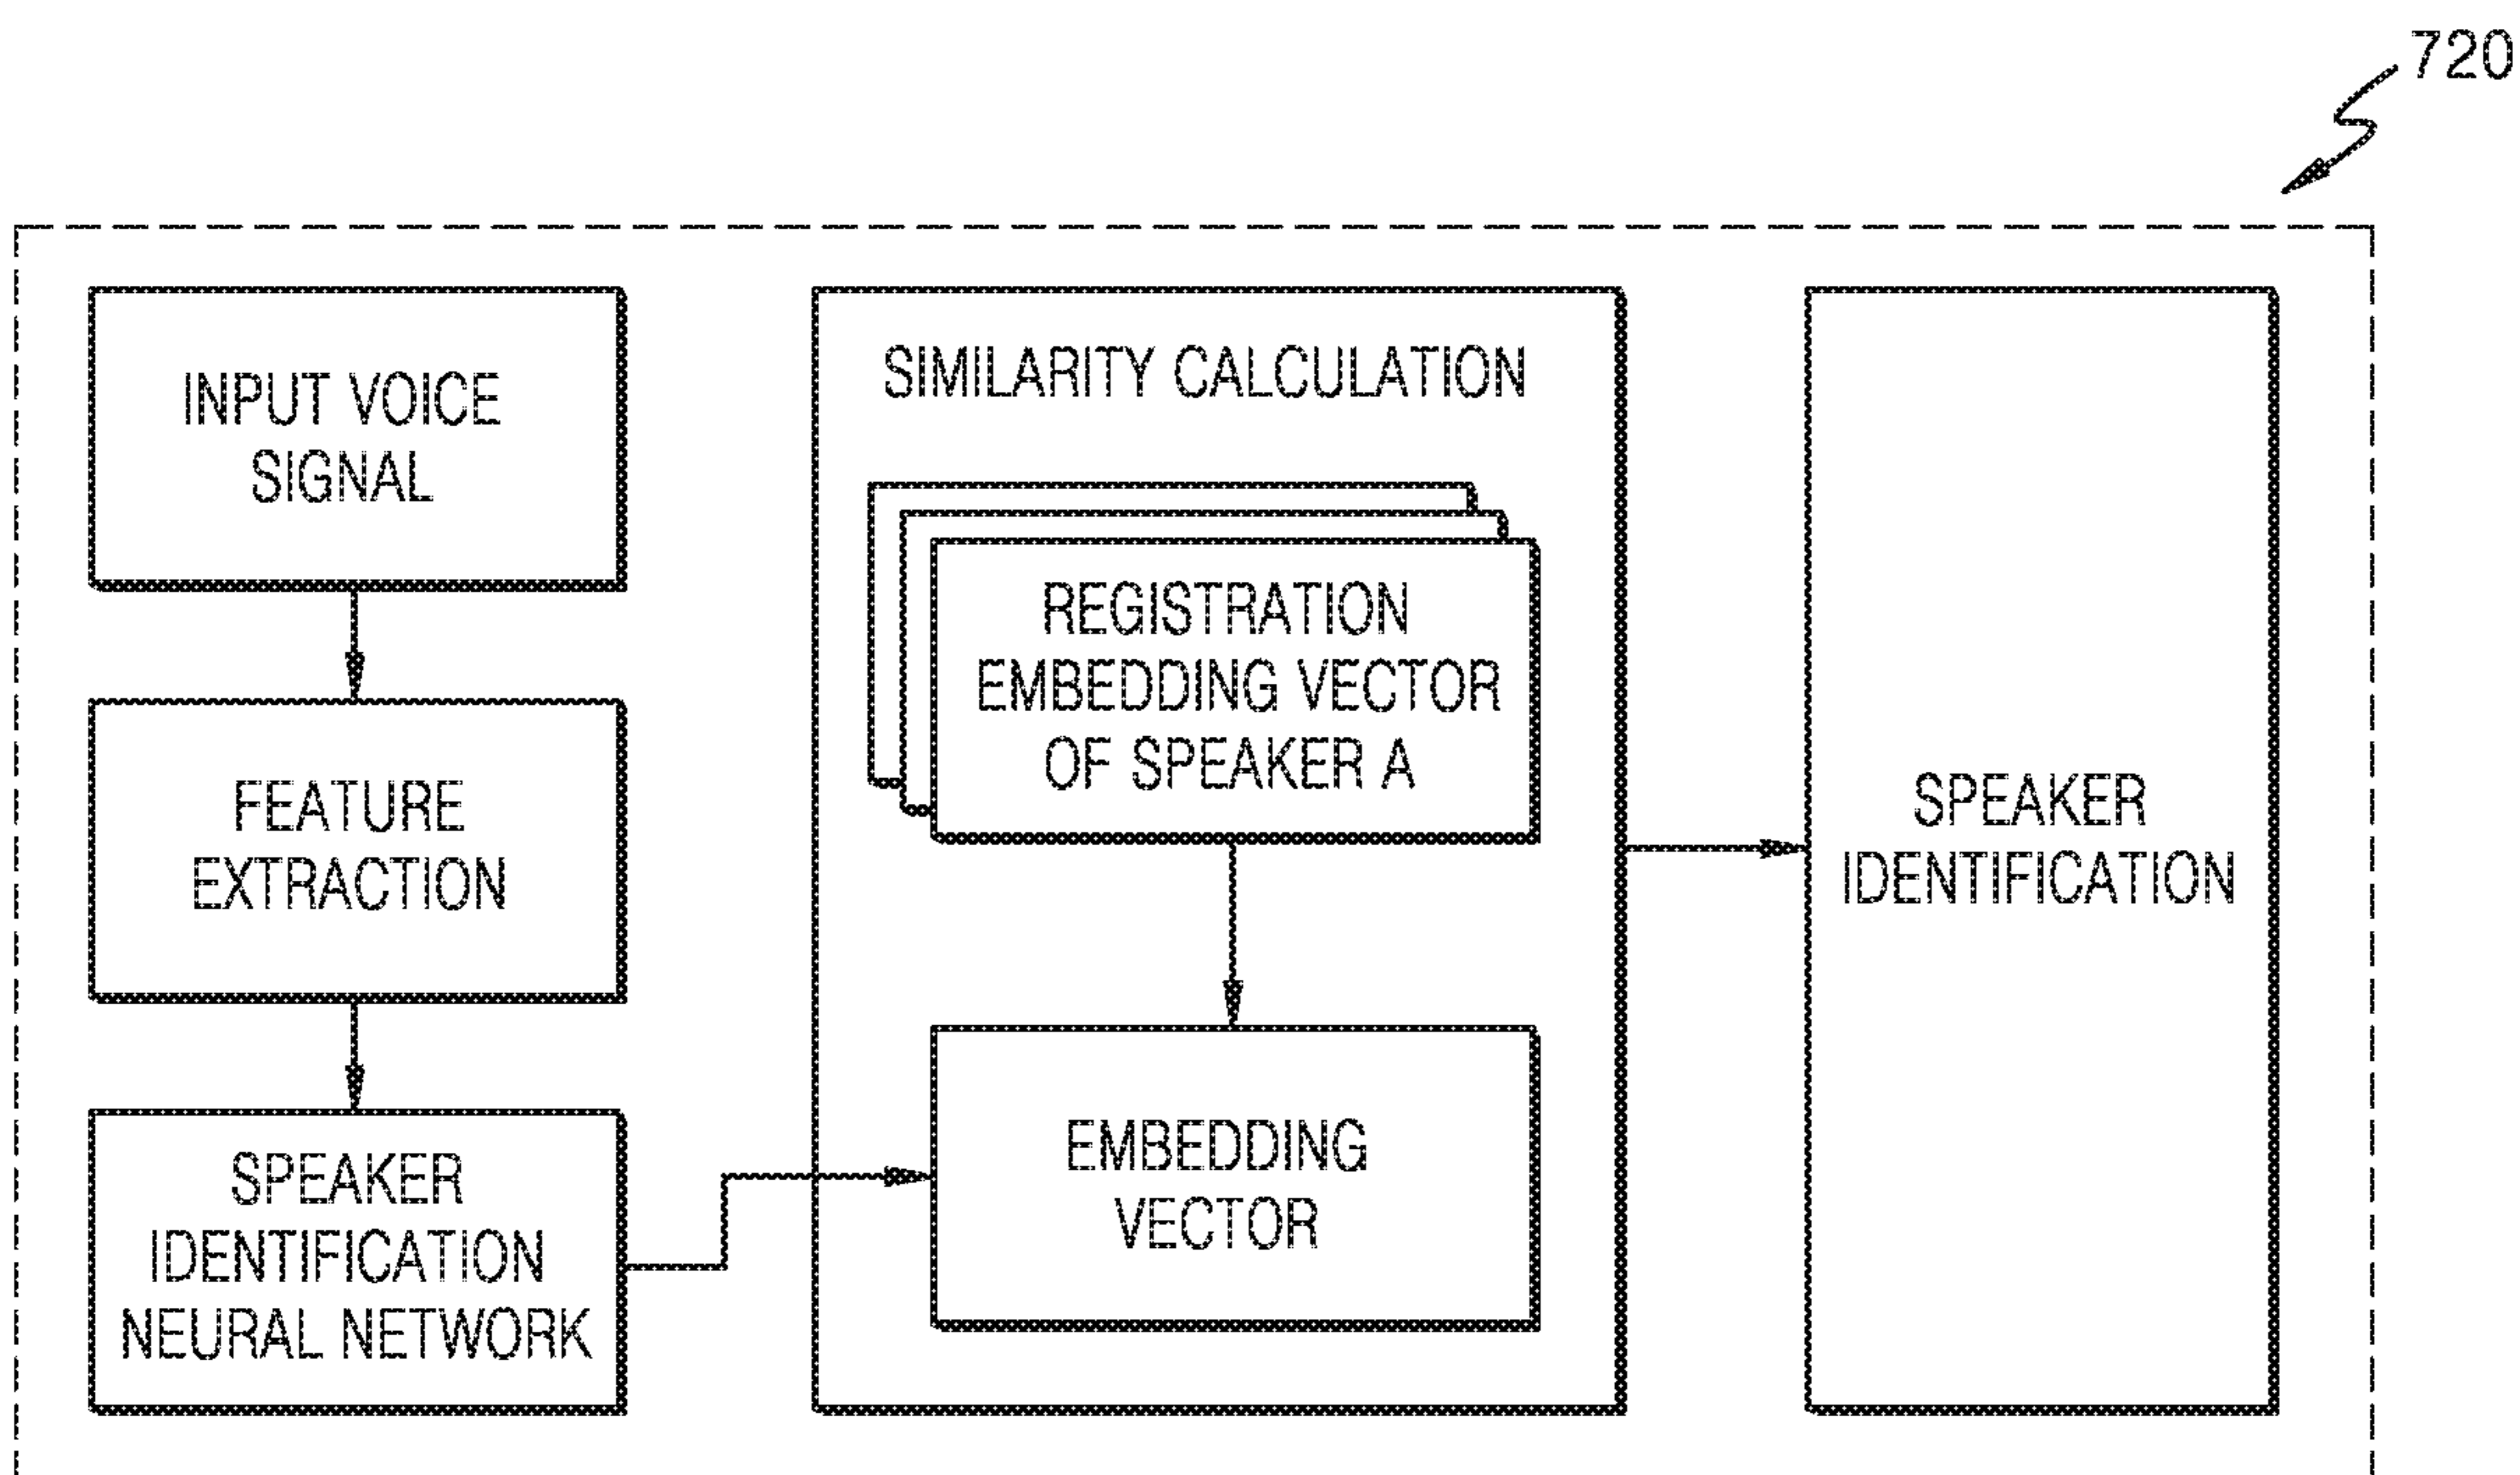 720
INPUT VOICE
SIGNAL
FEATURE
EXTRACTION
SPEAKER
IDENTIFICATION
NEURAL NETWORK
SIMILARITY CALCULATION
REGISTRATION
EMBEDDING VECTOR
OF SPEAKER A
EMBEDDING
VECTOR
SPEAKER
IDENTIFICATION